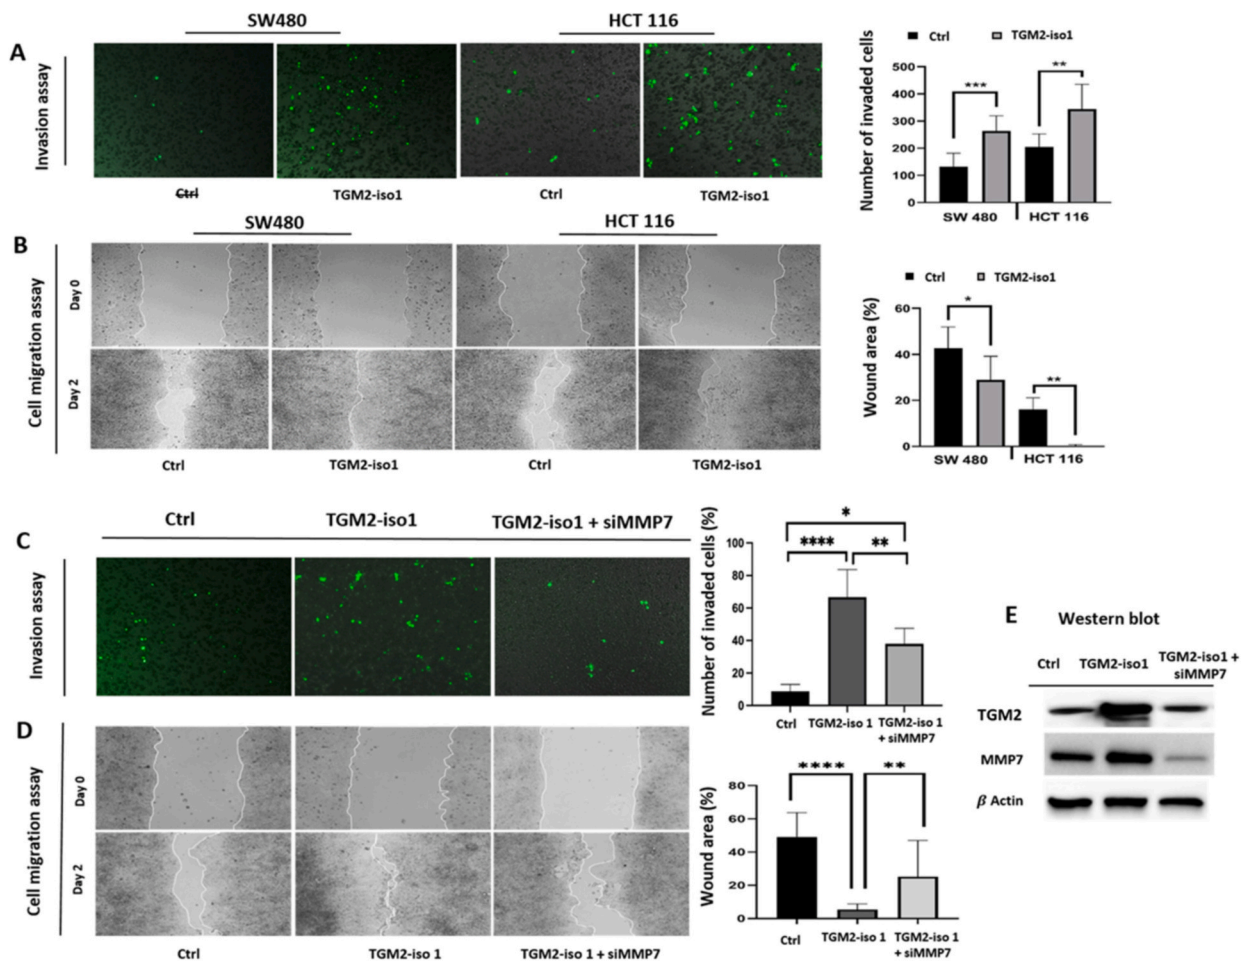 A
SW480
HCT 116
Invasion assay
Ctrl
TGM2-iso1
Ctrl
TGM2-iso1
Ctrl
TGM2-iso1
Number of invaded cells
500
400
300
200
100
0
***
**
SW 480
HCT 116
B
SW480
HCT 116
Cell migration assay
Day 0
Day 2
Ctrl
TGM2-iso1
Ctrl
TGM2-iso1
Ctrl
TGM2-iso1
Wound area (%)
60
40
20
0
*
**
SW 480
HCT 116
C
Ctrl
TGM2-iso1
TGM2-iso1 + siMMP7
Invasion assay
Number of invaded cells (%)
100
80
60
40
20
0
*
****
**
Ctrl
TGM2-iso 1
TGM2-iso 1
+ siMMP7
D
Cell migration assay
Day 0
Day 2
Ctrl
TGM2-iso 1
TGM2-iso 1 + siMMP7
Wound area (%)
80
60
40
20
0
****
**
Ctrl
TGM2-iso 1
TGM2-iso 1
+ siMMP7
E
Western blot
Ctrl
TGM2-iso1
TGM2-iso1 +
siMMP7
TGM2
MMP7
β Actin